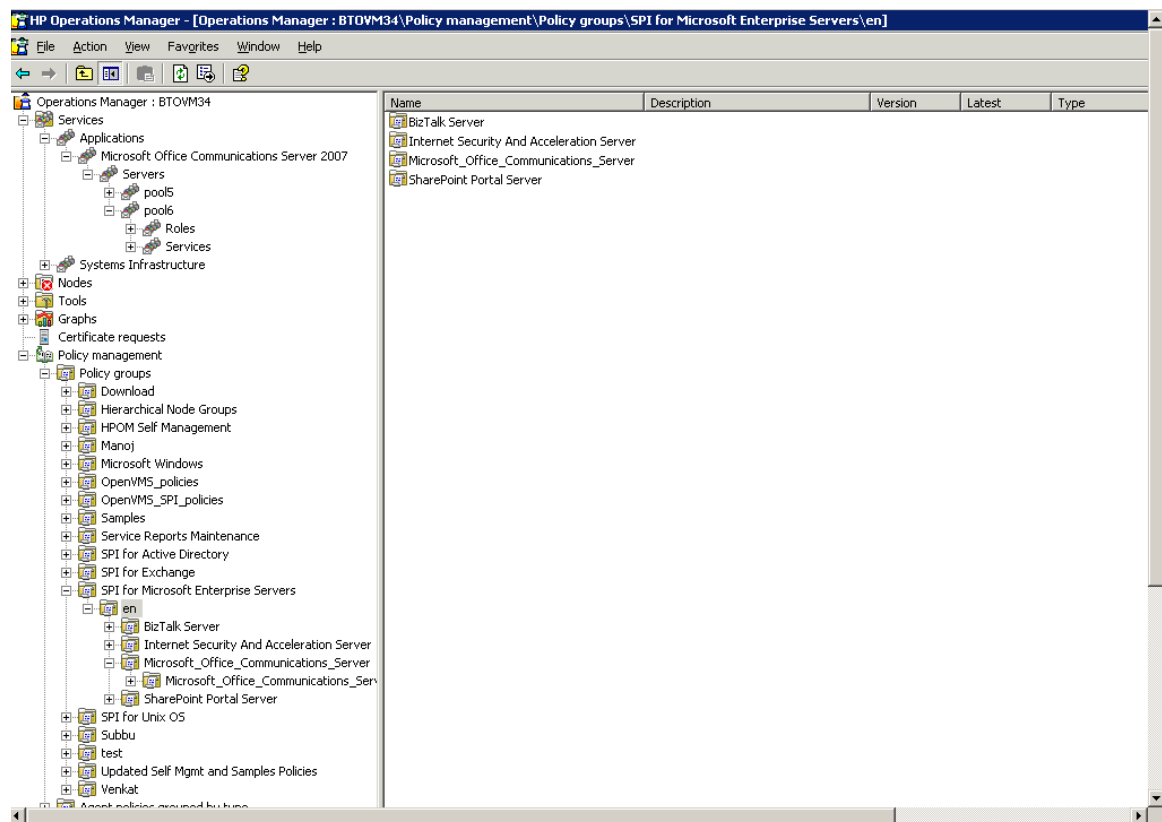 HP Operations Manager - [Operations Manager : BTOVM34\Policy management\Policy groups\SPI for Microsoft Enterprise Servers\en]
File Action View Favorites Window Help
Operations Manager : BTOVM34
Services
Applications
Microsoft Office Communications Server 2007
Servers
pool5
pool6
Roles
Services
Systems Infrastructure
Nodes
Tools
Graphs
Certificate requests
Policy management
Policy groups
Download
Hierarchical Node Groups
HPOM Self Management
Manoj
Microsoft Windows
OpenVMS_policies
OpenVMS_SPI_policies
Samples
Service Reports Maintenance
SPI for Active Directory
SPI for Exchange
SPI for Microsoft Enterprise Servers
en
BizTalk Server
Internet Security And Acceleration Server
Microsoft_Office_Communications_Server
Microsoft_Office_Communications_Serv
SharePoint Portal Server
SPI for Unix OS
Subbu
test
Updated Self Mgmt and Samples Policies
Venkat
Agent policies grouped by type
Name Description Version Latest Type
BizTalk Server
Internet Security And Acceleration Server
Microsoft_Office_Communications_Server
SharePoint Portal Server